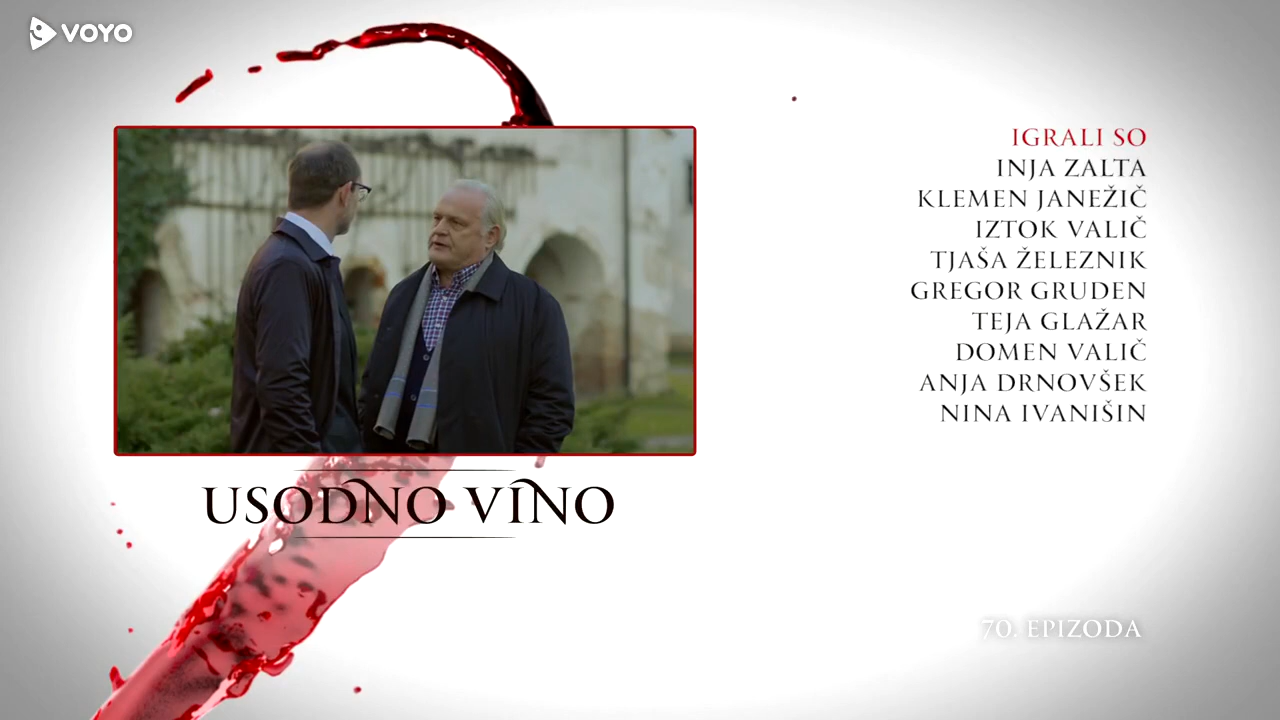 VOYO
IGRALI SO
INJA ZALTA
KLEMEN JANEŽIČ
IZTOK VALIČ
TJAŠA ŽELEZNIK
GREGOR GRUDEN
TEJA GLAŽAR
DOMEN VALIČ
ANJA DRNOVŠEK
NINA IVANIŠIN
USODNO VINO
70. EPIZODA